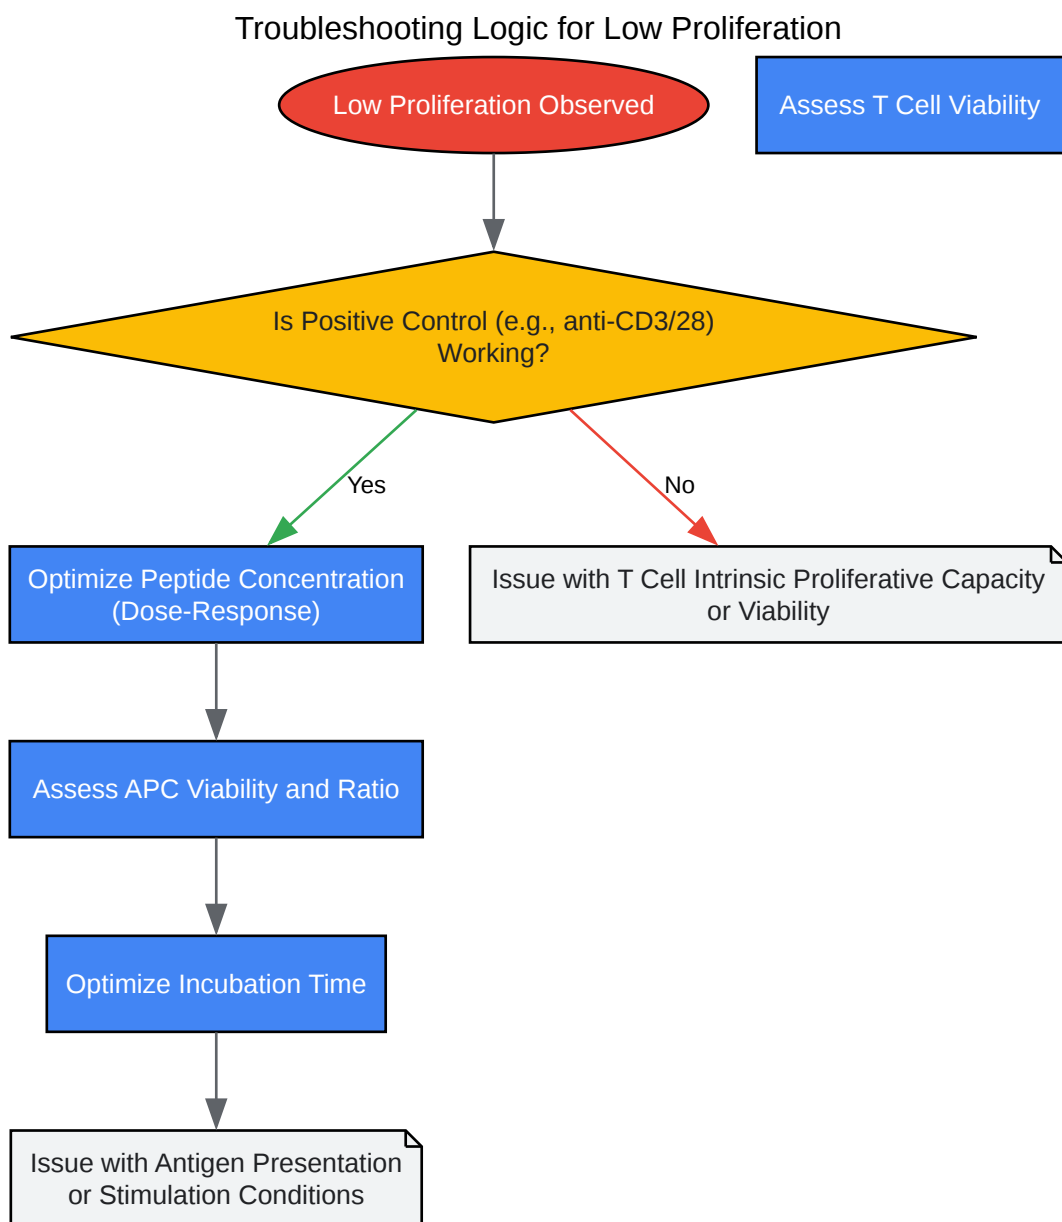 Troubleshooting Logic for Low Proliferation
Low Proliferation Observed
Assess T Cell Viability
Is Positive Control (e.g., anti-CD3/28)
Working?
Yes
No
Optimize Peptide Concentration
(Dose-Response)
Issue with T Cell Intrinsic Proliferative Capacity
or Viability
Assess APC Viability and Ratio
Optimize Incubation Time
Issue with Antigen Presentation
or Stimulation Conditions